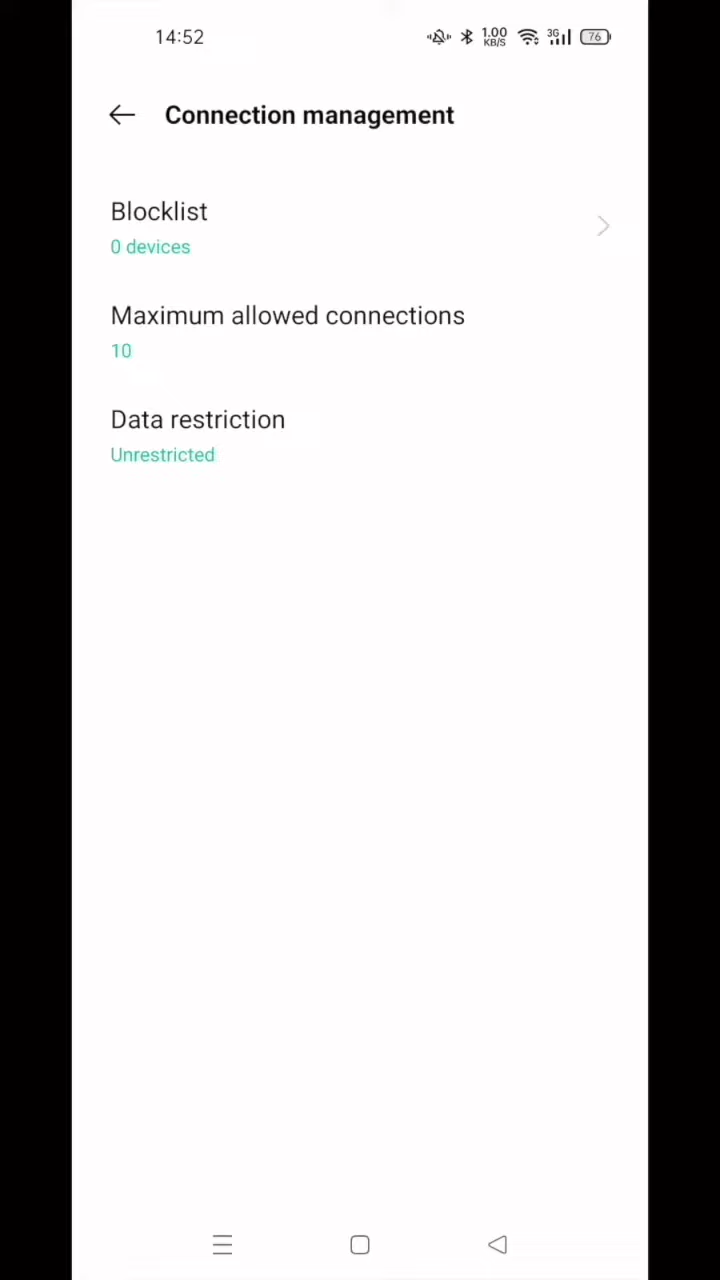 14:52
1.00
KB/S
3G
76
Connection management
Blocklist
0 devices
Maximum allowed connections
10
Data restriction
Unrestricted